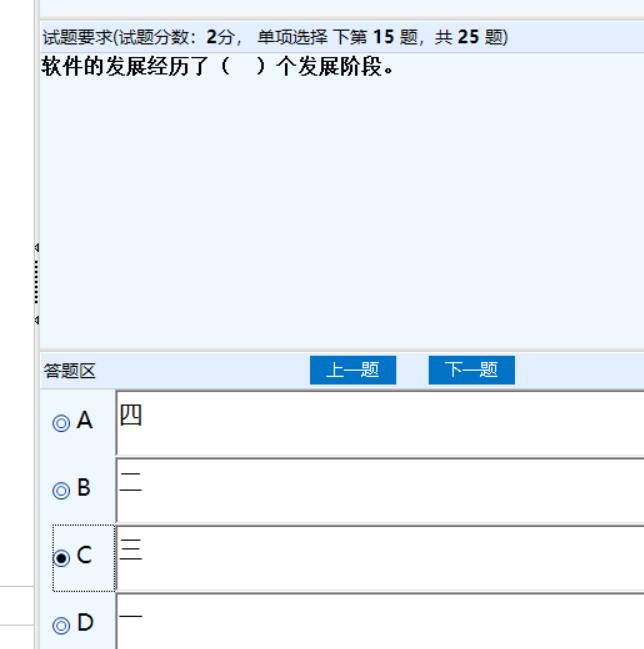 试题要求(试题分数：2分， 单项选择 下第 15 题，共 25 题)
软件的发展经历了（ ）个发展阶段。
答题区 上一题 下一题
A 四
B 二
C 三
D 一